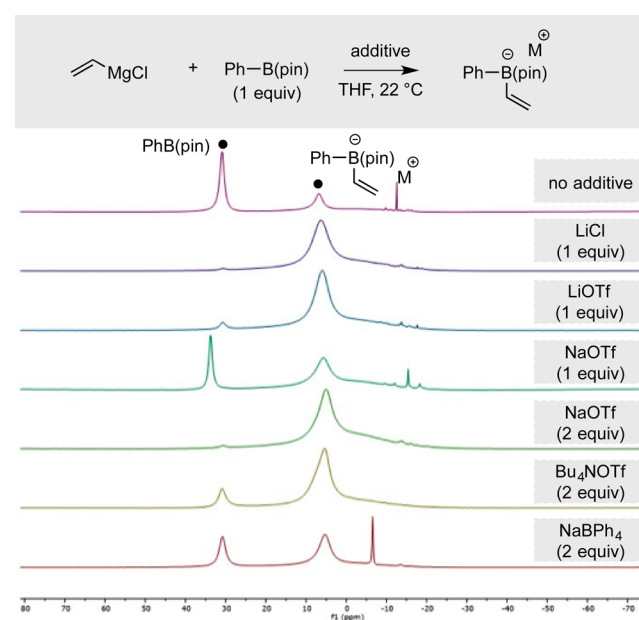 additive
MgCl + Ph–B(pin) Ph–B(pin) M
(1 equiv) THF, 22 °C
⊖ ⊕
PhB(pin) Ph–B(pin) M
⊖ ⊕
no additive
LiCl
(1 equiv)
LiOTf
(1 equiv)
NaOTf
(1 equiv)
NaOTf
(2 equiv)
Bu₄NOTf
(2 equiv)
NaBPh₄
(2 equiv)
80 70 60 50 40 30 20 10 0 -10 -20 -30 -40 -50 -60 -70
f1 (ppm)